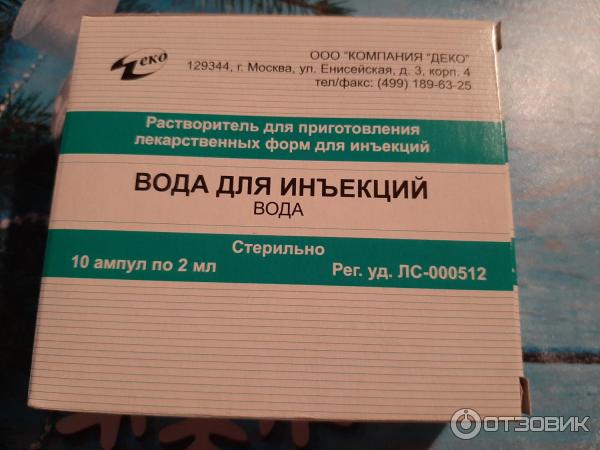 Деко
ООО "КОМПАНИЯ "ДЕКО"
129344, г. Москва, ул. Енисейская, д. 3, корп. 4
тел/факс: (499) 189-63-25
Растворитель для приготовления
лекарственных форм для инъекций
ВОДА ДЛЯ ИНЪЕКЦИЙ
ВОДА
Стерильно
10 ампул по 2 мл
Рег. уд. ЛС-000512
ОТЗОВИК